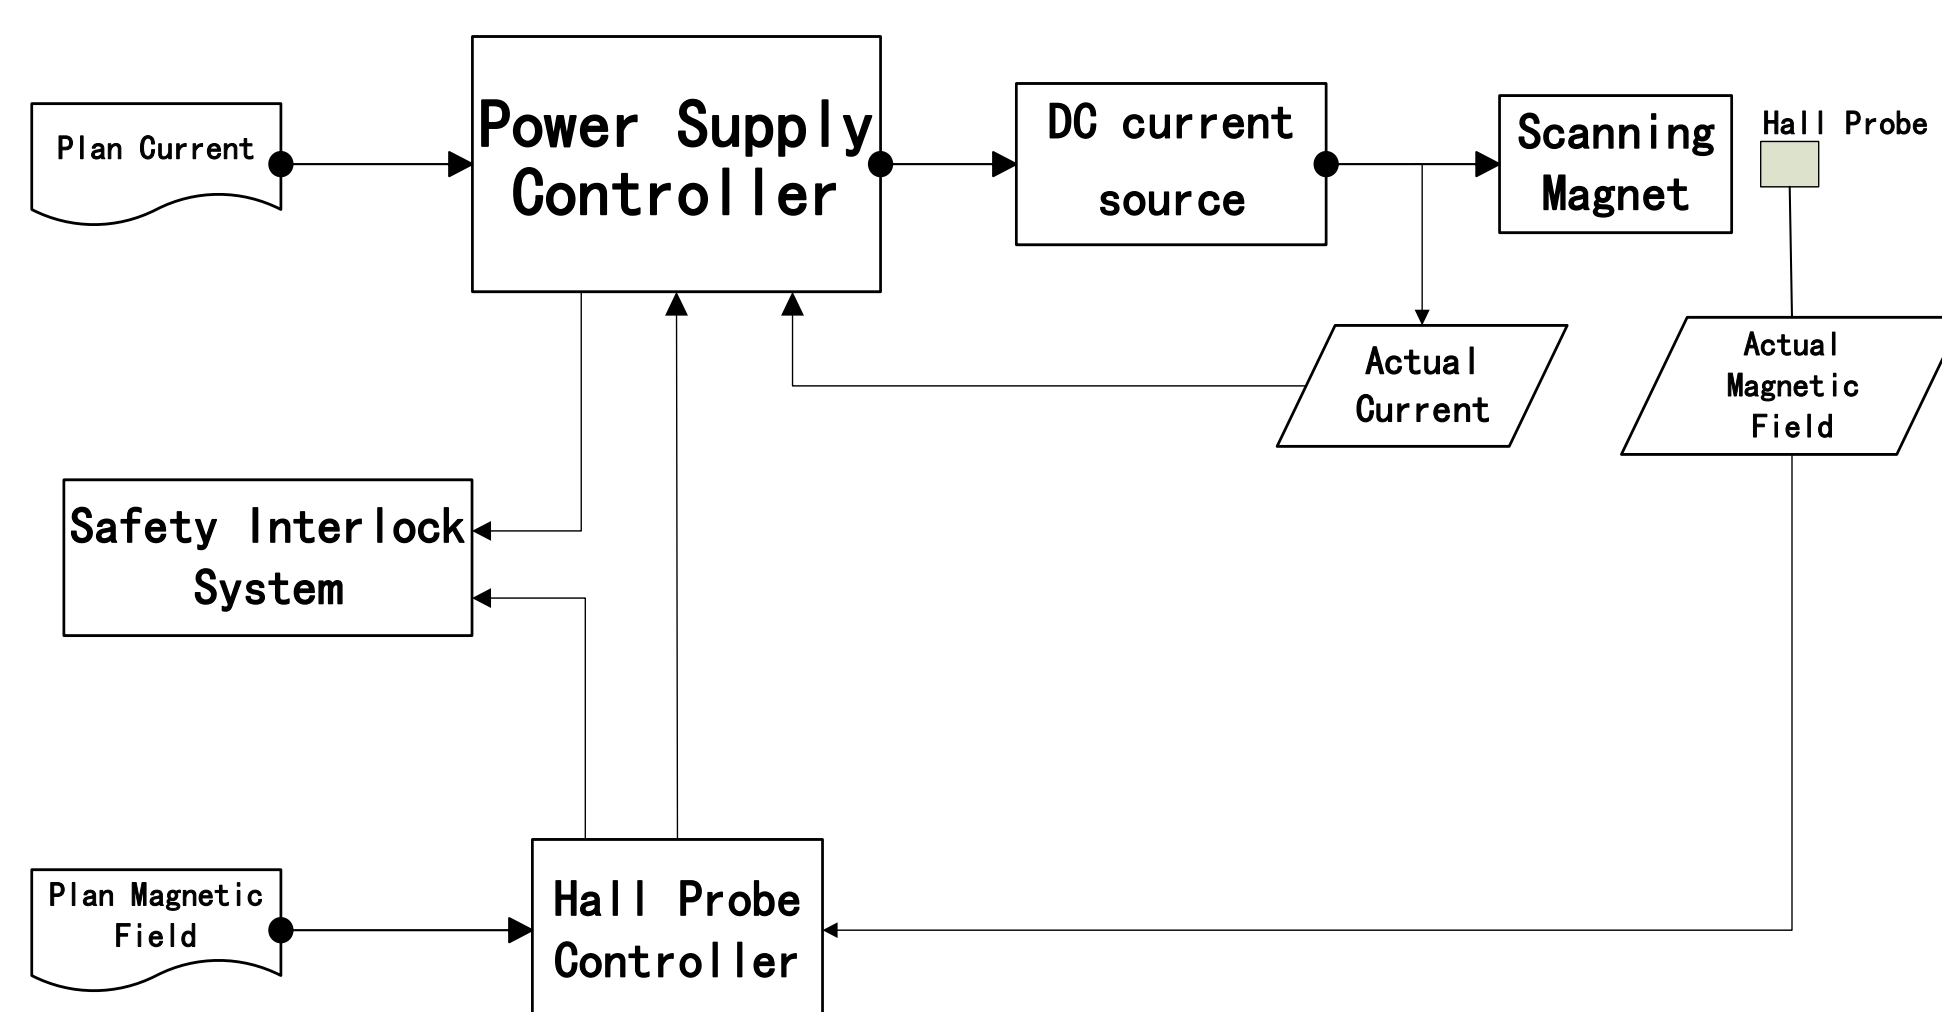 Plan Current
Power Supply
Controller
DC current
source
Scanning
Magnet
Hall Probe
Actual
Current
Actual
Magnetic
Field
Safety Interlock
System
Plan Magnetic
Field
Hall Probe
Controller